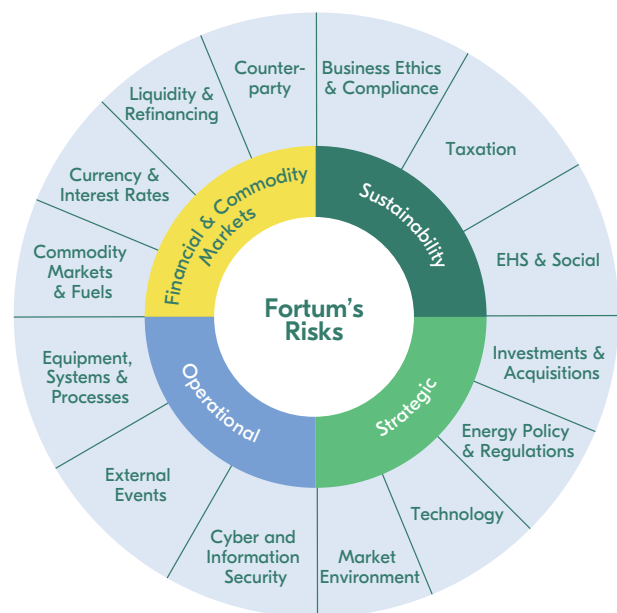 Fortum's
Risks
Sustainability
Business Ethics
& Compliance
Taxation
EHS & Social
Strategic
Investments &
Acquisitions
Energy Policy
& Regulations
Technology
Market
Environment
Operational
Cyber and
Information
Security
External
Events
Equipment,
Systems &
Processes
Financial & Commodity
Markets
Commodity
Markets
& Fuels
Currency &
Interest Rates
Liquidity &
Refinancing
Counter-
party